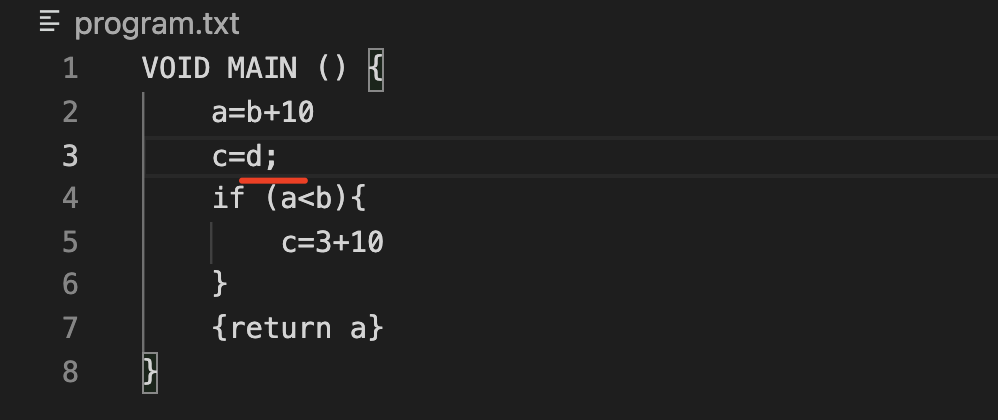 program.txt
1 VOID MAIN () {
2 a=b+10
3 c=d;
4 if (a<b){
5 c=3+10
6 }
7 {return a}
8 }